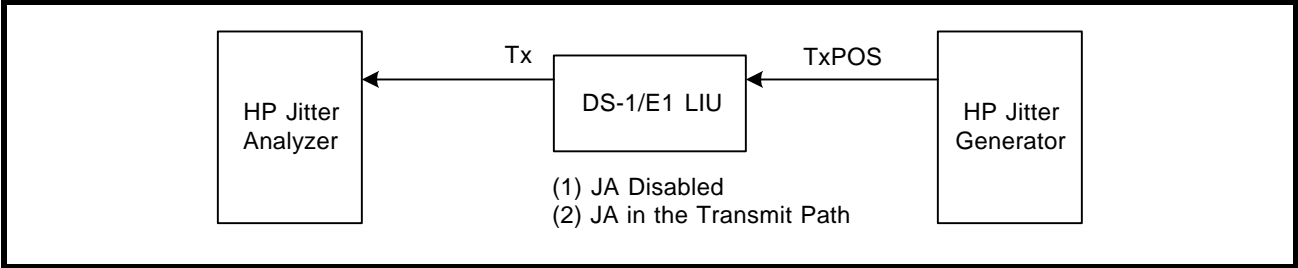 HP Jitter
Analyzer
Tx
DS-1/E1 LIU
TxPOS
HP Jitter
Generator
(1) JA Disabled
(2) JA in the Transmit Path